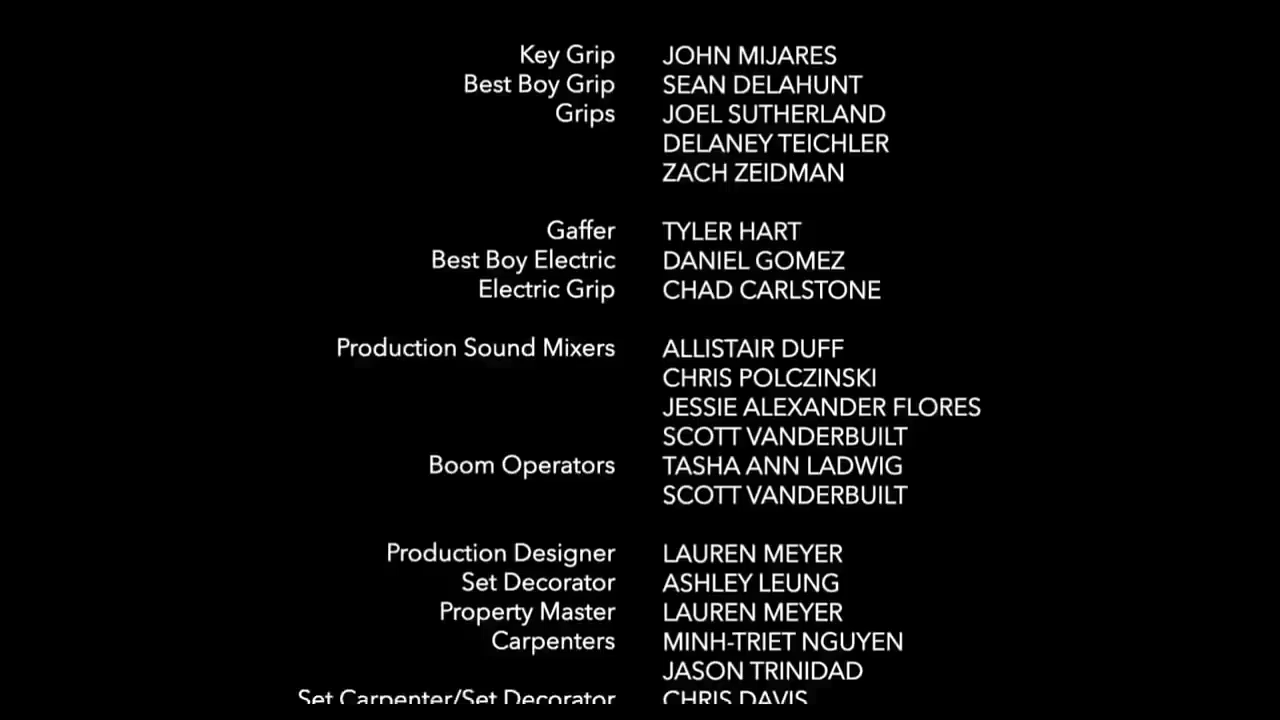 Key Grip JOHN MIJARES
Best Boy Grip SEAN DELAHUNT
Grips JOEL SUTHERLAND
DELANEY TEICHLER
ZACH ZEIDMAN
Gaffer TYLER HART
Best Boy Electric DANIEL GOMEZ
Electric Grip CHAD CARLSTONE
Production Sound Mixers ALLISTAIR DUFF
CHRIS POLCZINSKI
JESSIE ALEXANDER FLORES
SCOTT VANDERBUILT
Boom Operators TASHA ANN LADWIG
SCOTT VANDERBUILT
Production Designer LAUREN MEYER
Set Decorator ASHLEY LEUNG
Property Master LAUREN MEYER
Carpenters MINH-TRIET NGUYEN
JASON TRINIDAD
Set Carpenter/Set Decorator CHRIS DAVIS